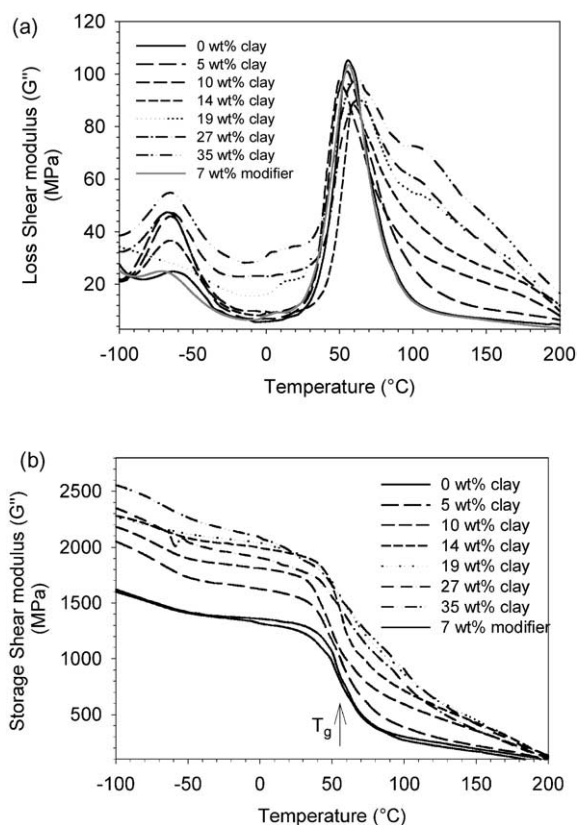 (a)
120
100
80
60
40
20
Loss Shear modulus (G")
(MPa)
0 wt% clay
5 wt% clay
10 wt% clay
14 wt% clay
19 wt% clay
27 wt% clay
35 wt% clay
7 wt% modifier
-100 -50 0 50 100 150 200
Temperature (°C)
(b)
2500
2000
1500
1000
500
Storage Shear modulus (G")
(MPa)
0 wt% clay
5 wt% clay
10 wt% clay
14 wt% clay
19 wt% clay
27 wt% clay
35 wt% clay
7 wt% modifier
Tg
-100 -50 0 50 100 150 200
Temperature (°C)